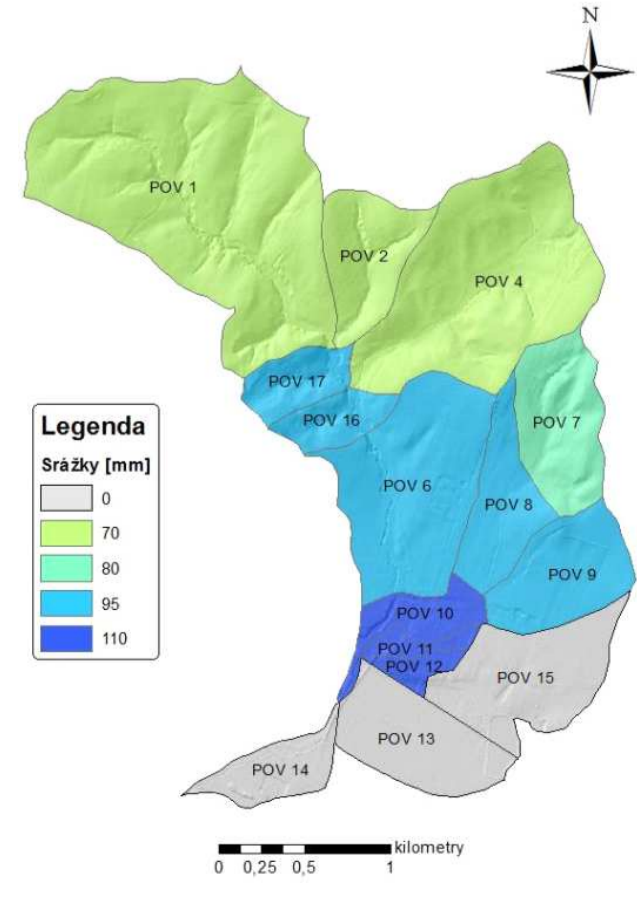 N
POV 1
POV 2
POV 4
POV 17
POV 16
POV 7
POV 6
POV 8
POV 9
POV 10
POV 11
POV 12
POV 15
POV 13
POV 14
Legenda
Srážky [mm]
0
70
80
95
110
kilometry
0 0,25 0,5 1